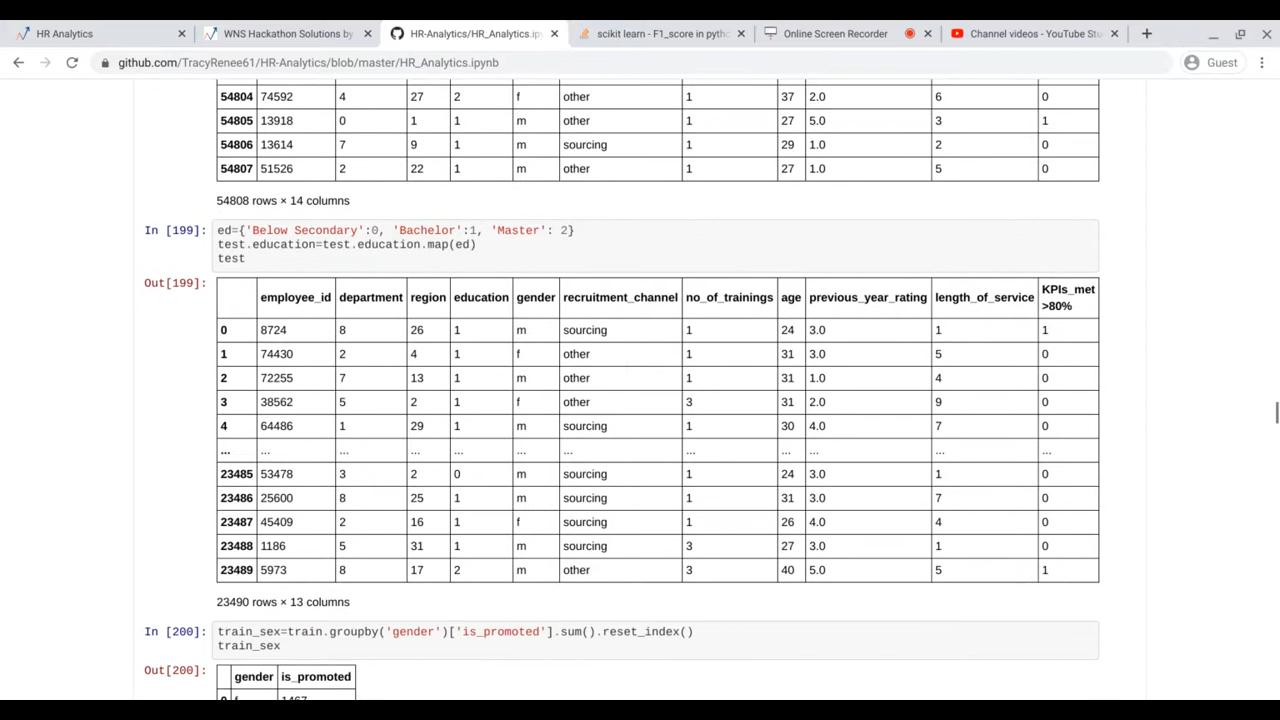 HR Analytics
WNS Hackathon Solutions by
HR-Analytics/HR_Analytics.ipyn
scikit learn - F1_score in pytho
Online Screen Recorder
Channel videos - YouTube Stu
github.com/TracyRenee61/HR-Analytics/blob/master/HR_Analytics.ipynb
Guest
54804 74592 4 27 2 f other 1 37 2.0 6 0
54805 13918 0 1 1 m other 1 27 5.0 3 1
54806 13614 7 9 1 m sourcing 1 29 1.0 2 0
54807 51526 2 22 1 m other 1 27 1.0 5 0
54808 rows × 14 columns
In [199]: ed={'Below Secondary':0, 'Bachelor':1, 'Master': 2}
test.education=test.education.map(ed)
test
Out[199]:
employee_id department region education gender recruitment_channel no_of_trainings age previous_year_rating length_of_service KPIs_met
>80%
0 8724 8 26 1 m sourcing 1 24 3.0 1 1
1 74430 2 4 1 f other 1 31 3.0 5 0
2 72255 7 13 1 m other 1 31 1.0 4 0
3 38562 5 2 1 f other 3 31 2.0 9 0
4 64486 1 29 1 m sourcing 1 30 4.0 7 0
... ... ... ... ... ... ... ... ... ... ... ...
23485 53478 3 2 0 m sourcing 1 24 3.0 1 0
23486 25600 8 25 1 m sourcing 1 31 3.0 7 0
23487 45409 2 16 1 f sourcing 1 26 4.0 4 0
23488 1186 5 31 1 m sourcing 3 27 3.0 1 0
23489 5973 8 17 2 m other 3 40 5.0 5 1
23490 rows × 13 columns
In [200]: train_sex=train.groupby('gender')['is_promoted'].sum().reset_index()
train_sex
Out[200]:
gender is_promoted
0 f 1467